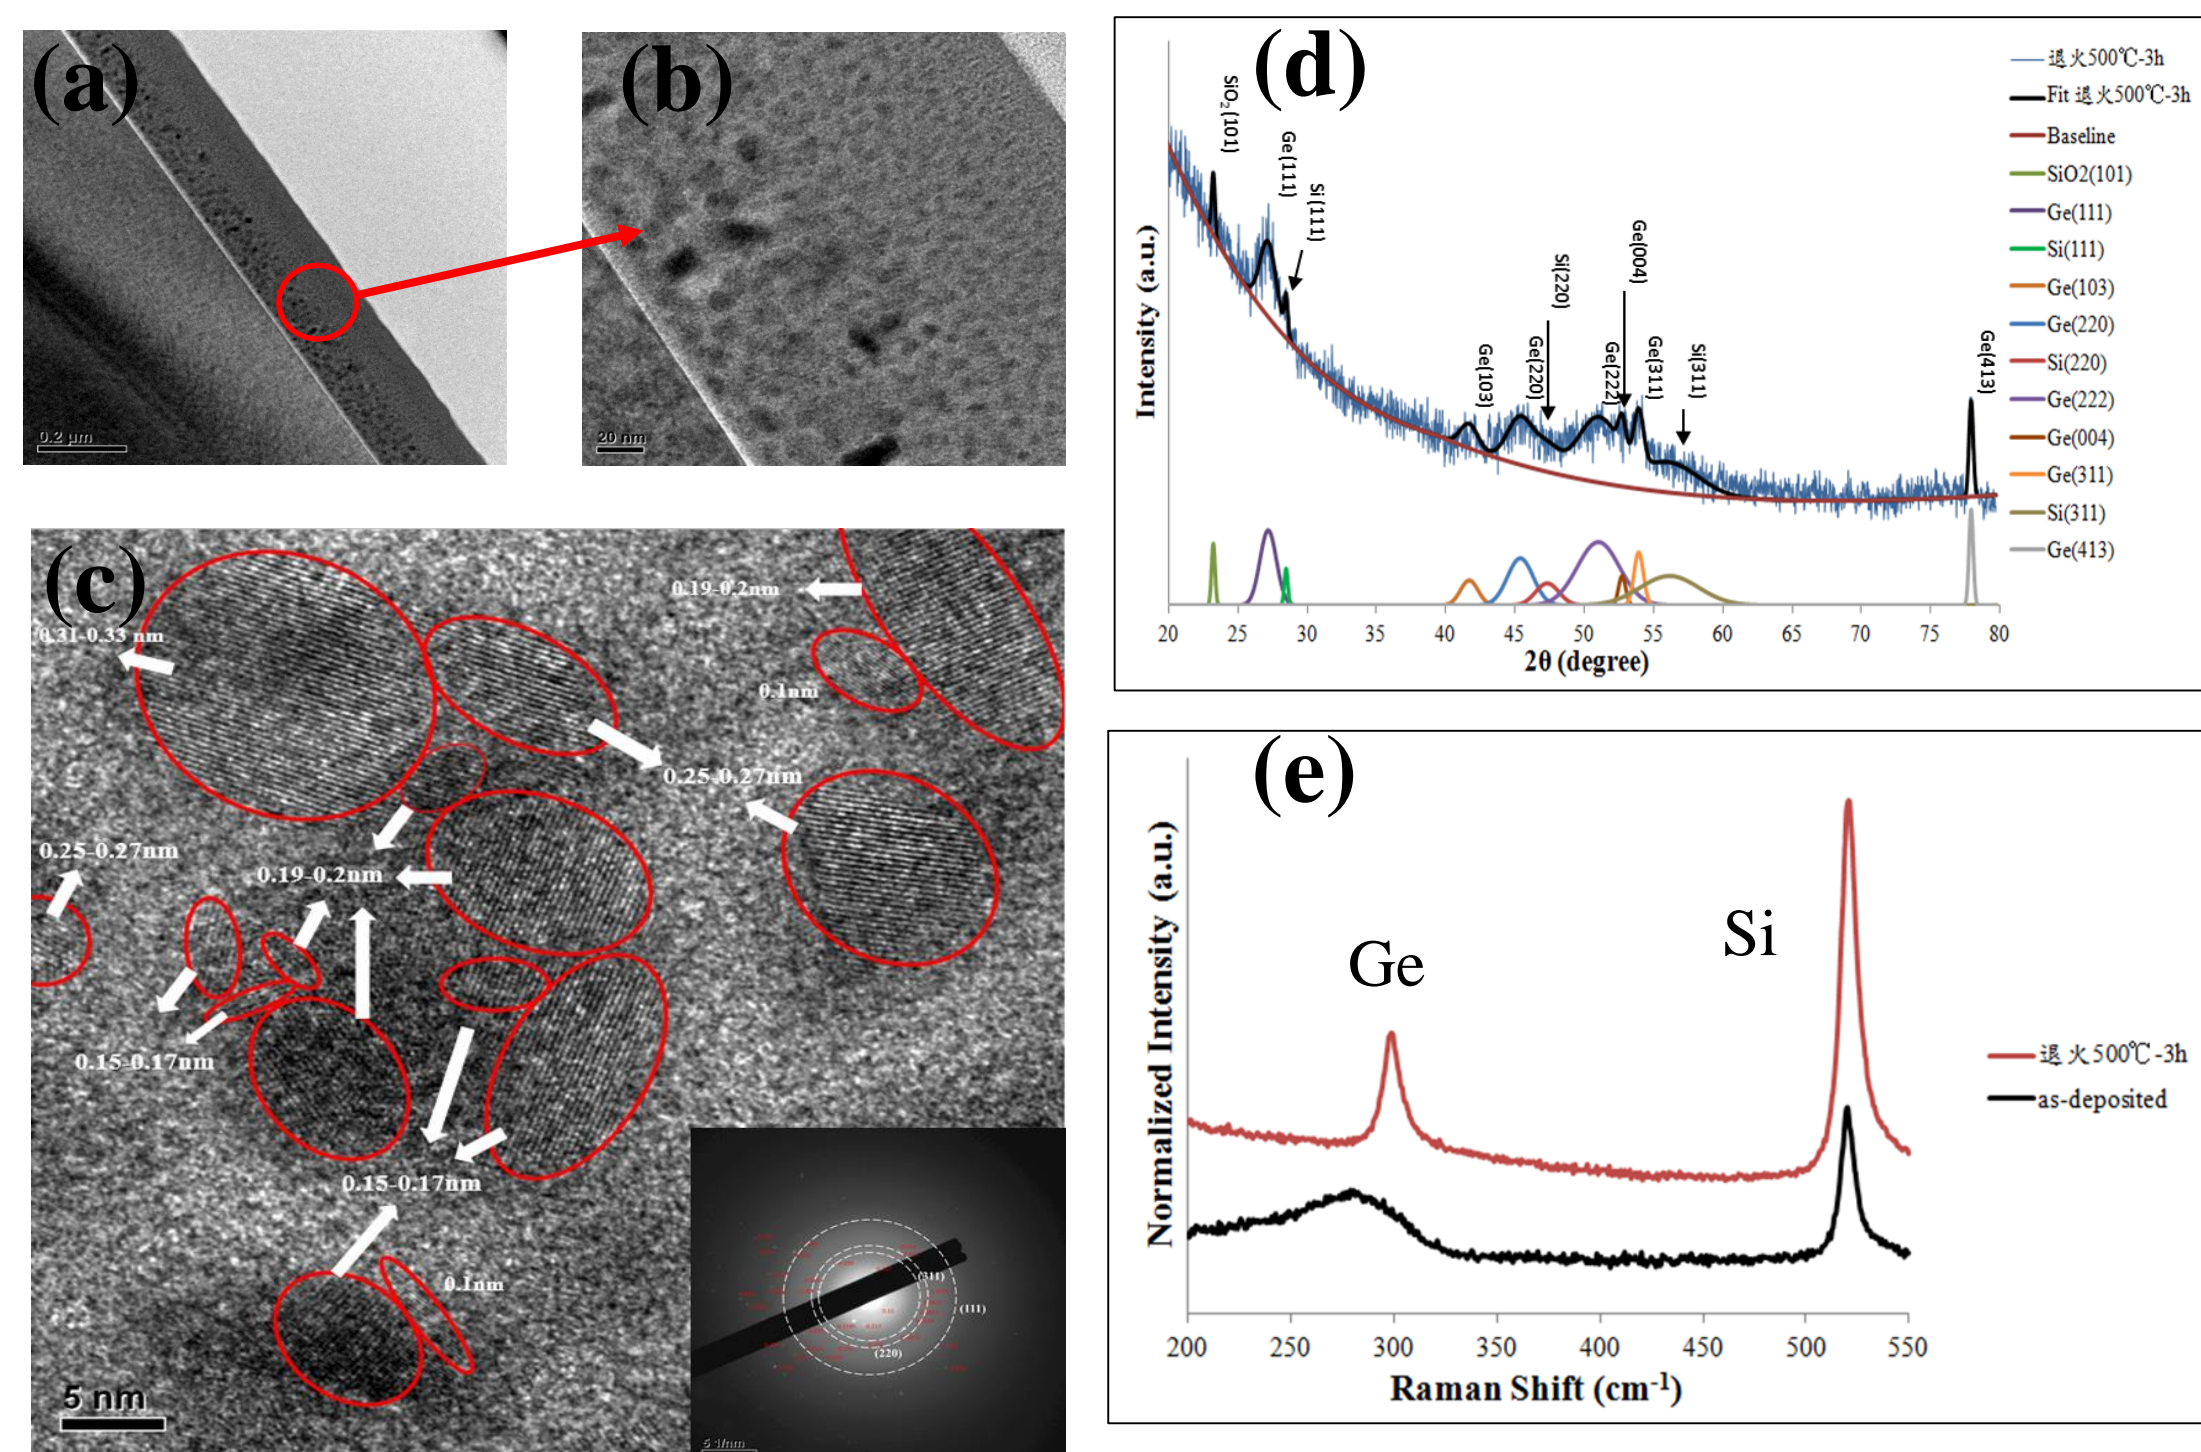 (a)
0.2 µm
(b)
20 nm
(c)
0.31-0.33 nm
0.19-0.2nm
0.1nm
0.25-0.27nm
0.25-0.27nm
0.19-0.2nm
0.15-0.17nm
0.15-0.17nm
0.1nm
5 nm
(311)
(111)
(220)
5 1/nm
(d)
Intensity (a.u.)
SiO2 (101)
Ge(111)
Si (111)
Ge(103)
Ge(220)
Si(220)
Ge(222)
Ge(004)
Ge(311)
Si(311)
Ge(413)
20 25 30 35 40 45 50 55 60 65 70 75 80
2θ (degree)
退火500℃-3h
Fit 退火500℃-3h
Baseline
SiO2(101)
Ge(111)
Si(111)
Ge(103)
Ge(220)
Si(220)
Ge(222)
Ge(004)
Ge(311)
Si(311)
Ge(413)
(e)
Normalized Intensity (a.u.)
Ge
Si
退火500℃-3h
as-deposited
200 250 300 350 400 450 500 550
Raman Shift (cm-1)